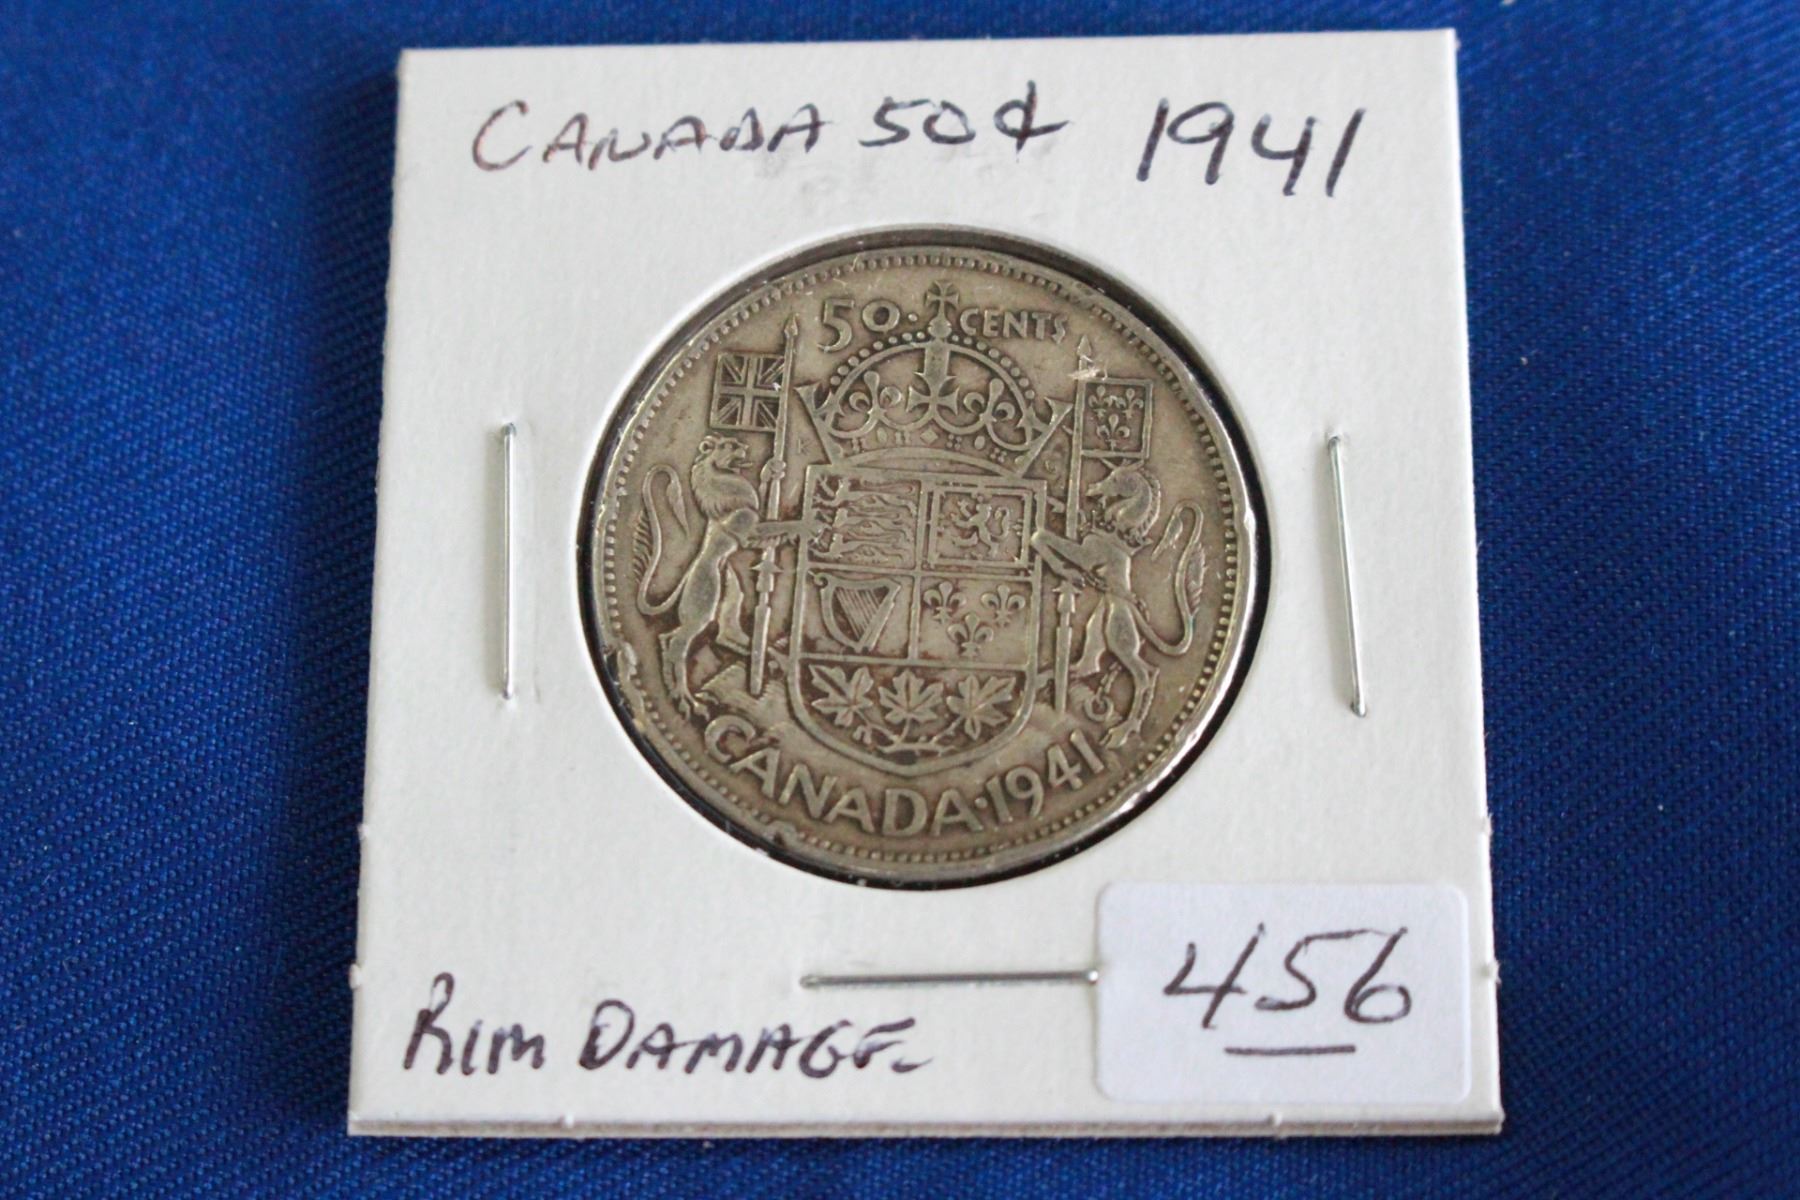 CANADA 50¢ 1941
50 · CENTS
CANADA·1941
RIM DAMAGE
456